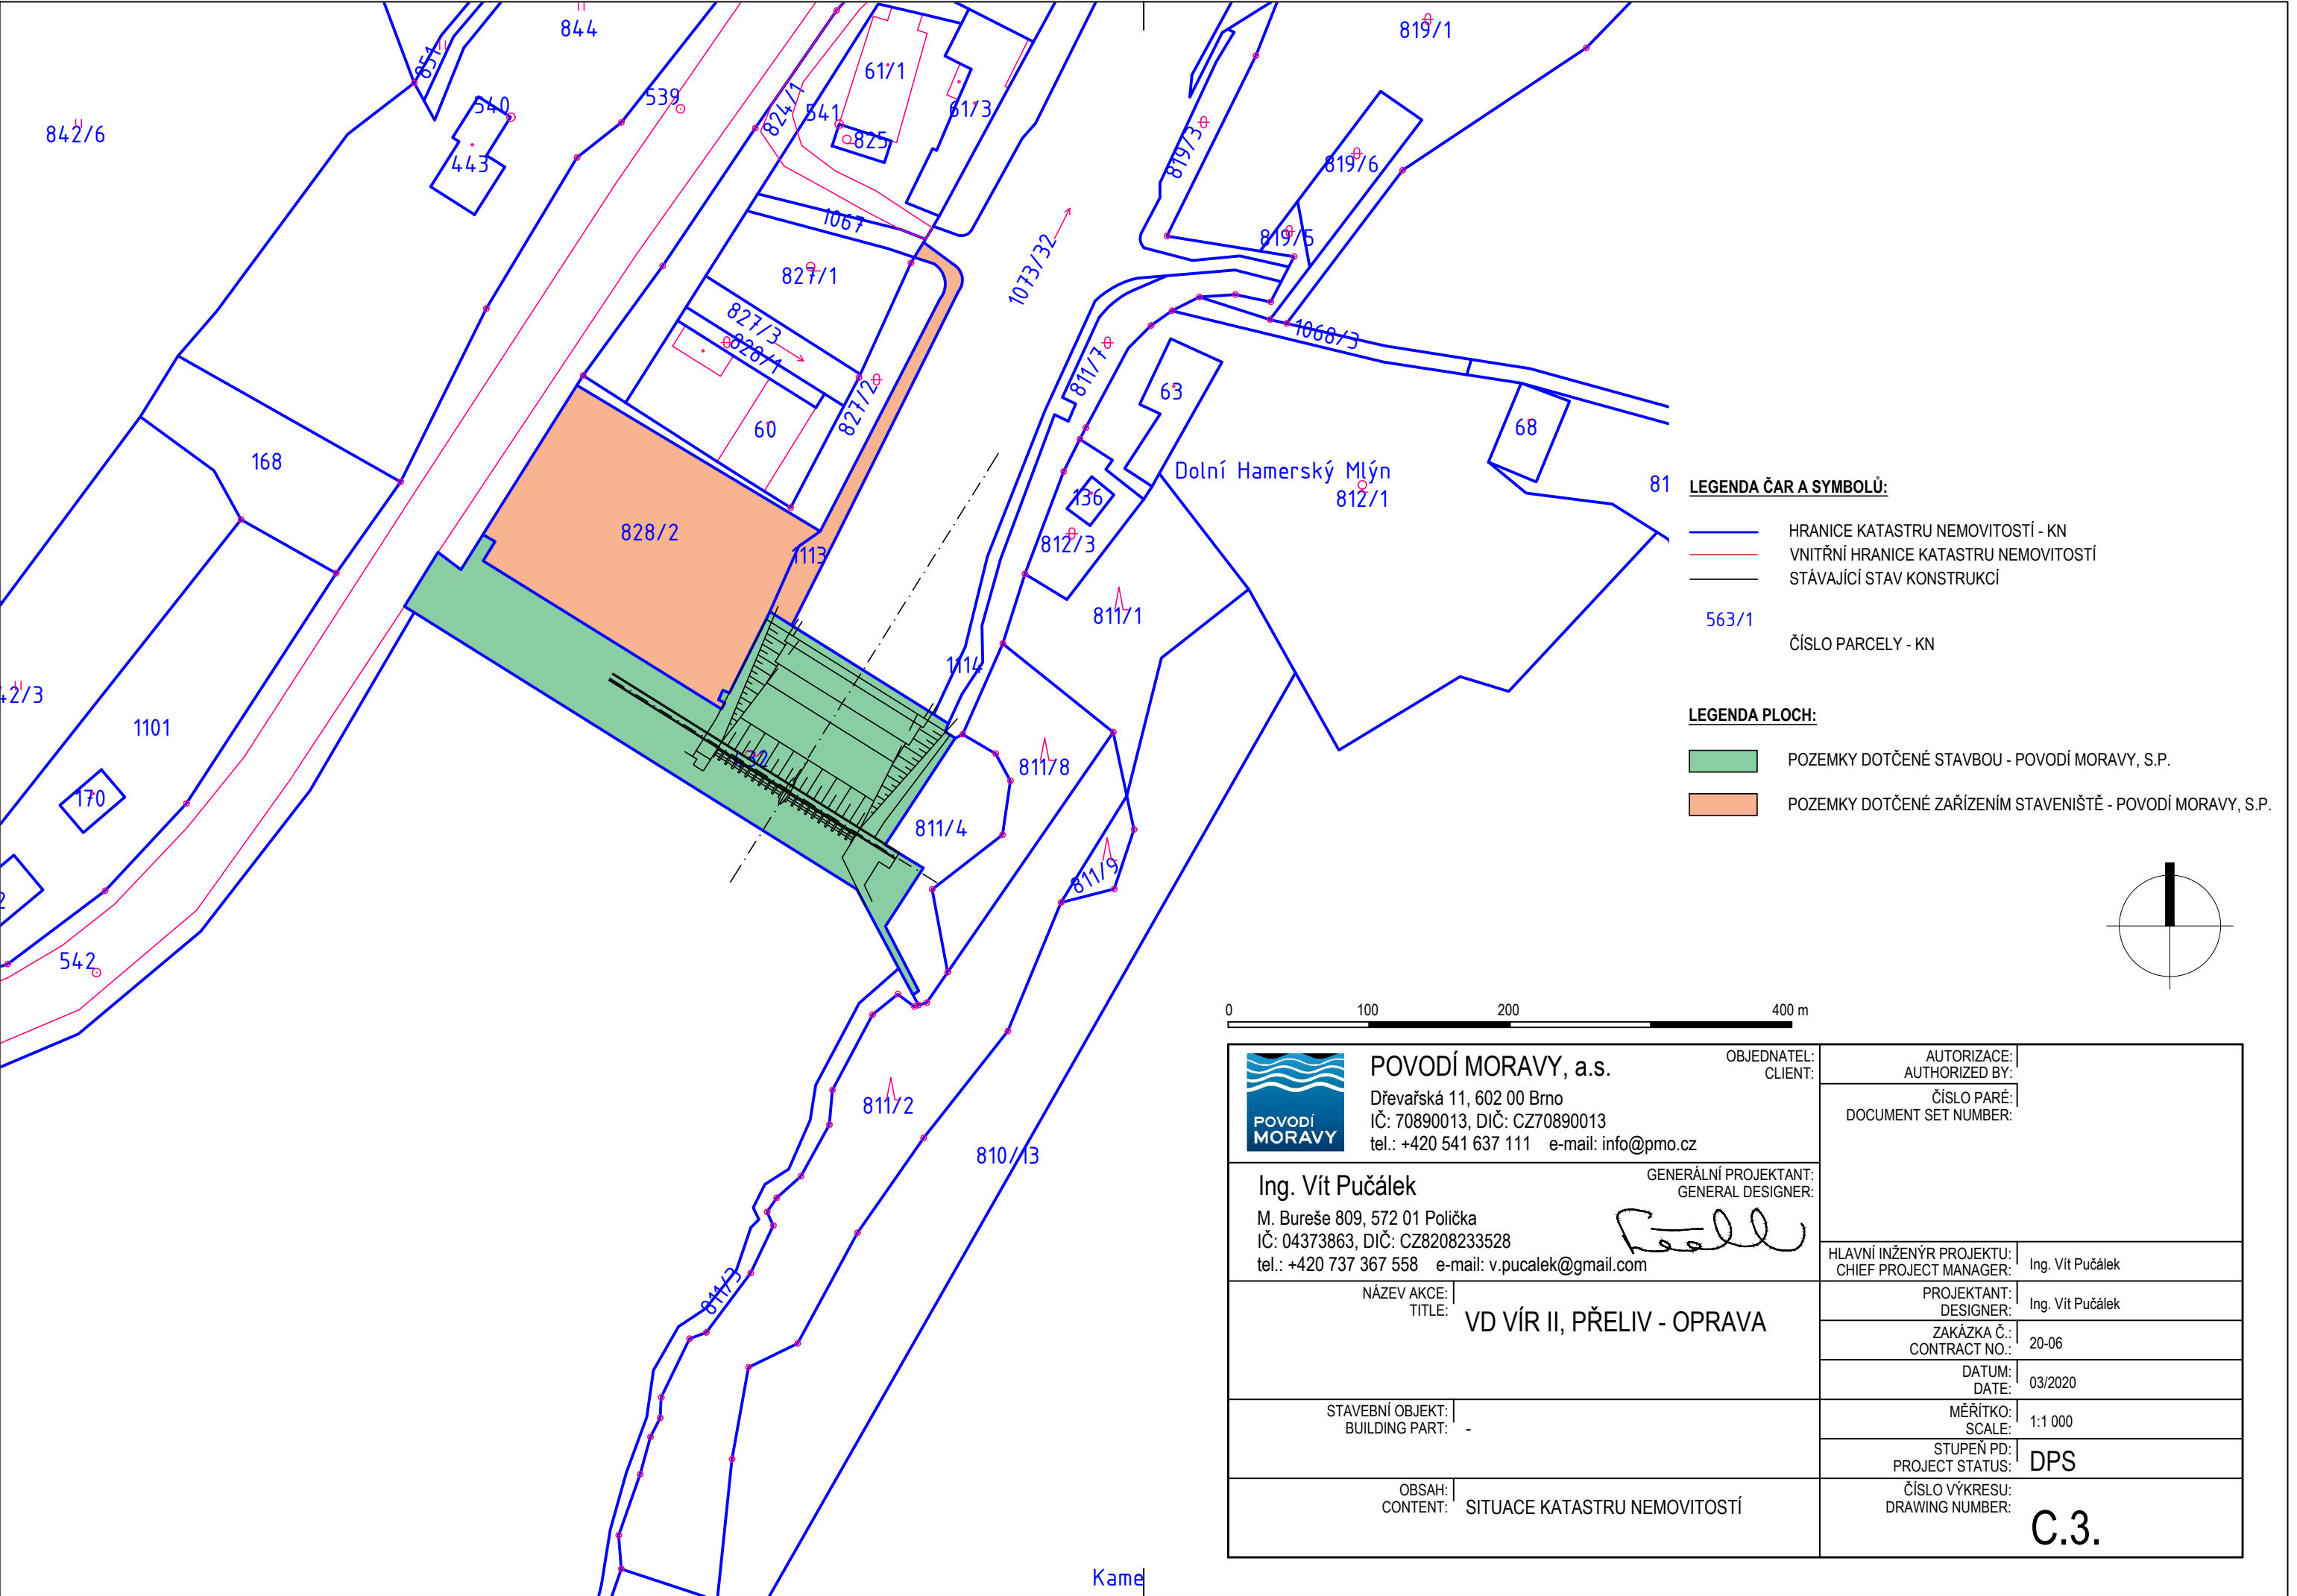 844
819/1
851
842/6
540
443
539
824/1
61/1
541
825
61/3
819/3
819/6
819/5
1067
827/1
1073/32
827/3
828/1
827/2
60
811/7
63
1068/3
68
168
828/2
1113
Dolní Hamerský Mlýn
812/1
81
136
812/3
811/1
1114
42/3
1101
170
2
542
811/8
811/4
811/9
811/2
810/13
811/3
Kame
LEGENDA ČAR A SYMBOLŮ:
HRANICE KATASTRU NEMOVITOSTÍ - KN
VNITŘNÍ HRANICE KATASTRU NEMOVITOSTÍ
STÁVAJÍCÍ STAV KONSTRUKCÍ
563/1
ČÍSLO PARCELY - KN
LEGENDA PLOCH:
POZEMKY DOTČENÉ STAVBOU - POVODÍ MORAVY, S.P.
POZEMKY DOTČENÉ ZAŘÍZENÍM STAVENIŠTĚ - POVODÍ MORAVY, S.P.
0 100 200 400 m
POVODÍ
MORAVY
POVODÍ MORAVY, a.s.
Dřevařská 11, 602 00 Brno
IČ: 70890013, DIČ: CZ70890013
tel.: +420 541 637 111 e-mail: info@pmo.cz
OBJEDNATEL:
CLIENT:
AUTORIZACE:
AUTHORIZED BY:
ČÍSLO PARÉ:
DOCUMENT SET NUMBER:
Ing. Vít Pučálek
M. Bureše 809, 572 01 Polička
IČ: 04373863, DIČ: CZ8208233528
tel.: +420 737 367 558 e-mail: v.pucalek@gmail.com
GENERÁLNÍ PROJEKTANT:
GENERAL DESIGNER:
HLAVNÍ INŽENÝR PROJEKTU:
CHIEF PROJECT MANAGER:
Ing. Vít Pučálek
NÁZEV AKCE:
TITLE:
VD VÍR II, PŘELIV - OPRAVA
PROJEKTANT:
DESIGNER:
Ing. Vít Pučálek
ZAKÁZKA Č.:
CONTRACT NO.:
20-06
DATUM:
DATE:
03/2020
STAVEBNÍ OBJEKT:
BUILDING PART:
-
MĚŘÍTKO:
SCALE:
1:1 000
STUPEŇ PD:
PROJECT STATUS:
DPS
OBSAH:
CONTENT:
SITUACE KATASTRU NEMOVITOSTÍ
ČÍSLO VÝKRESU:
DRAWING NUMBER:
C.3.